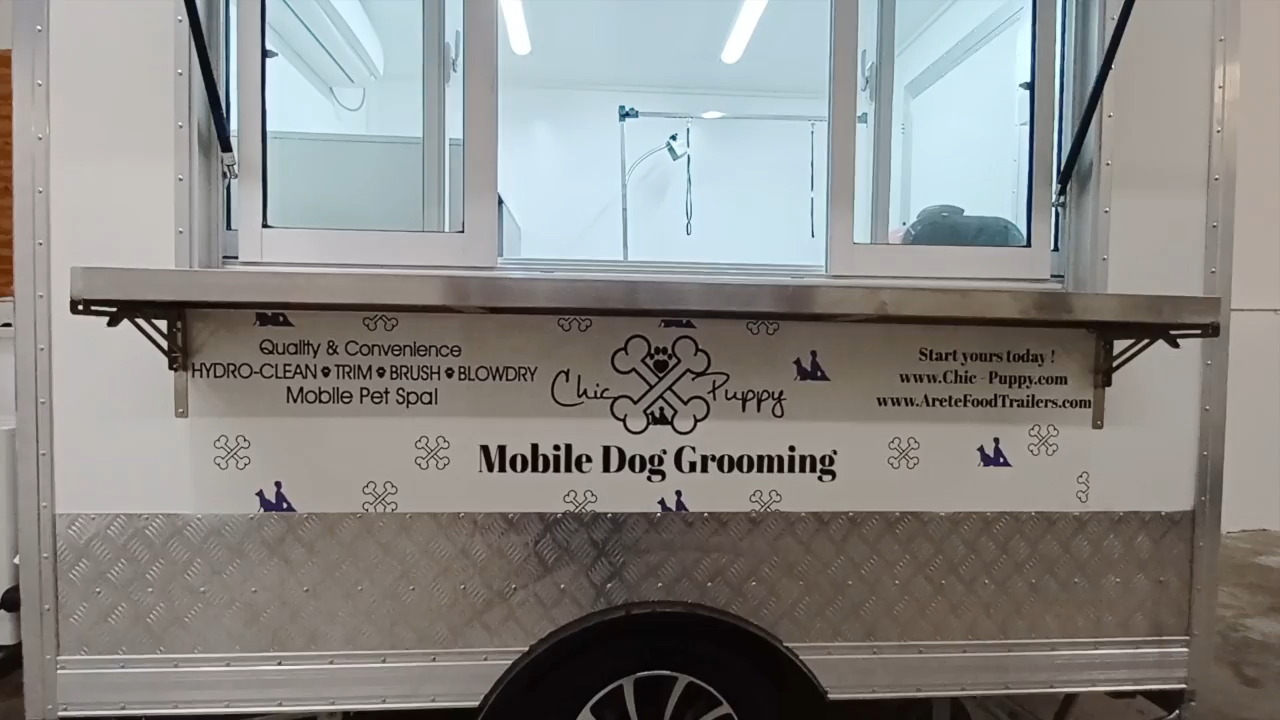 Quality & Convenience
HYDRO-CLEAN TRIM BRUSH BLOWDRY
Mobile Pet Spa!
Chic Puppy
Mobile Dog Grooming
Start yours today !
www.Chic-Puppy.com
www.AreteFoodTrailers.com